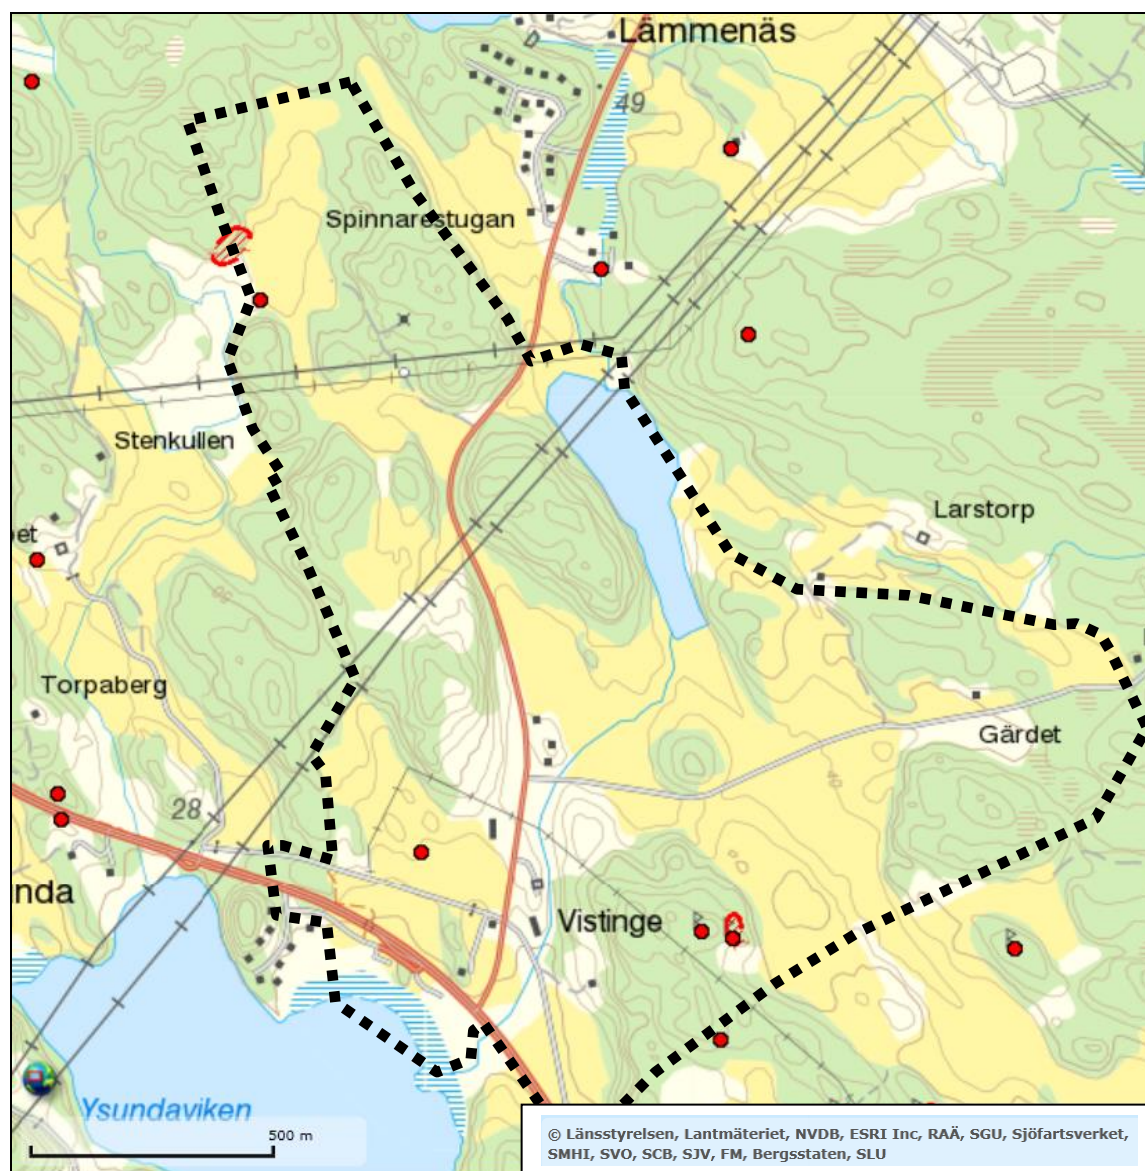 Lämmenäs
49
Spinnarestugan
Stenkullen
Larstorp
et
Torpaberg
Gärdet
28
nda
Vistinge
Ysundaviken
500 m
© Länsstyrelsen, Lantmäteriet, NVDB, ESRI Inc, RAÄ, SGU, Sjöfartsverket,
SMHI, SVO, SCB, SJV, FM, Bergsstaten, SLU